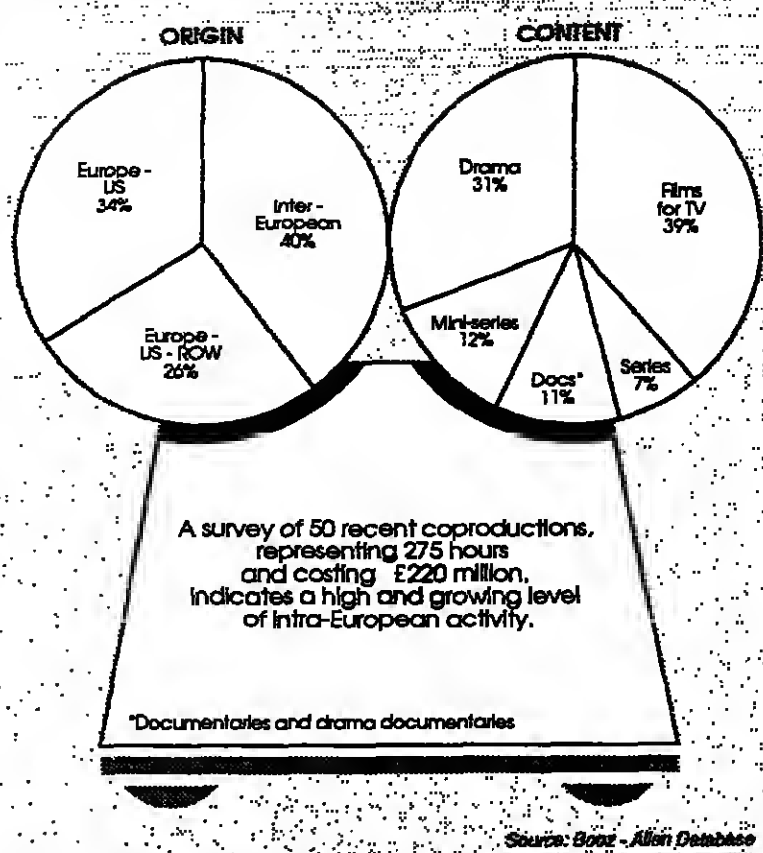 ORIGIN
Europe -
US
34%
Inter -
European
40%
Europe -
US - ROW
26%
CONTENT
Drama
31%
Films
for TV
39%
Mini-series
12%
Docs*
11%
Series
7%
A survey of 50 recent coproductions,
representing 275 hours
and costing £220 million,
indicates a high and growing level
of intra-European activity.
*Documentaries and drama documentaries
Source: Booz - Allen Database